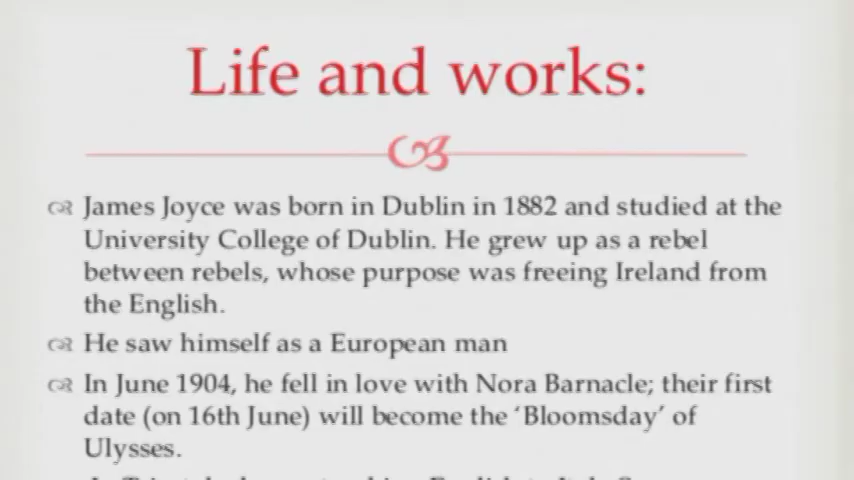 Life and works:
James Joyce was born in Dublin in 1882 and studied at the
University College of Dublin. He grew up as a rebel
between rebels, whose purpose was freeing Ireland from
the English.
He saw himself as a European man
In June 1904, he fell in love with Nora Barnacle; their first
date (on 16th June) will become the ‘Bloomsday’ of
Ulysses.